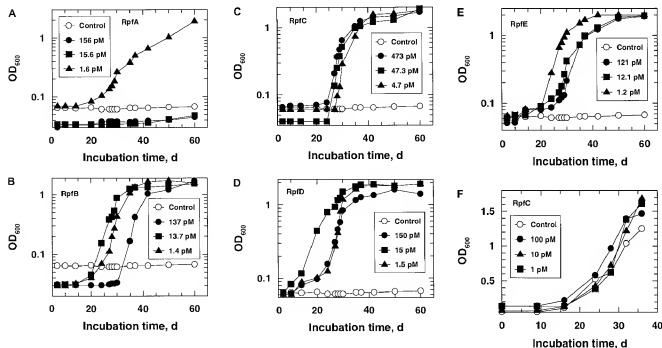 A
RpfA
Control
156 pM
15.6 pM
1.6 pM
OD600
1
0.1
0 20 40 60
Incubation time, d
B
RpfB
Control
137 pM
13.7 pM
1.4 pM
OD600
1
0.1
0 20 40 60
Incubation time, d
C
RpfC
Control
473 pM
47.3 pM
4.7 pM
OD600
1
0.1
0 20 40 60
Incubation time, d
D
RpfD
Control
150 pM
15 pM
1.5 pM
OD600
1
0.1
0 20 40 60
Incubation time, d
E
RpfE
Control
121 pM
12.1 pM
1.2 pM
OD600
1
0.1
0 20 40 60
Incubation time, d
F
RpfC
Control
100 pM
10 pM
1 pM
OD600
1.5
1.0
0.5
0 10 20 30 40
Incubation time, d